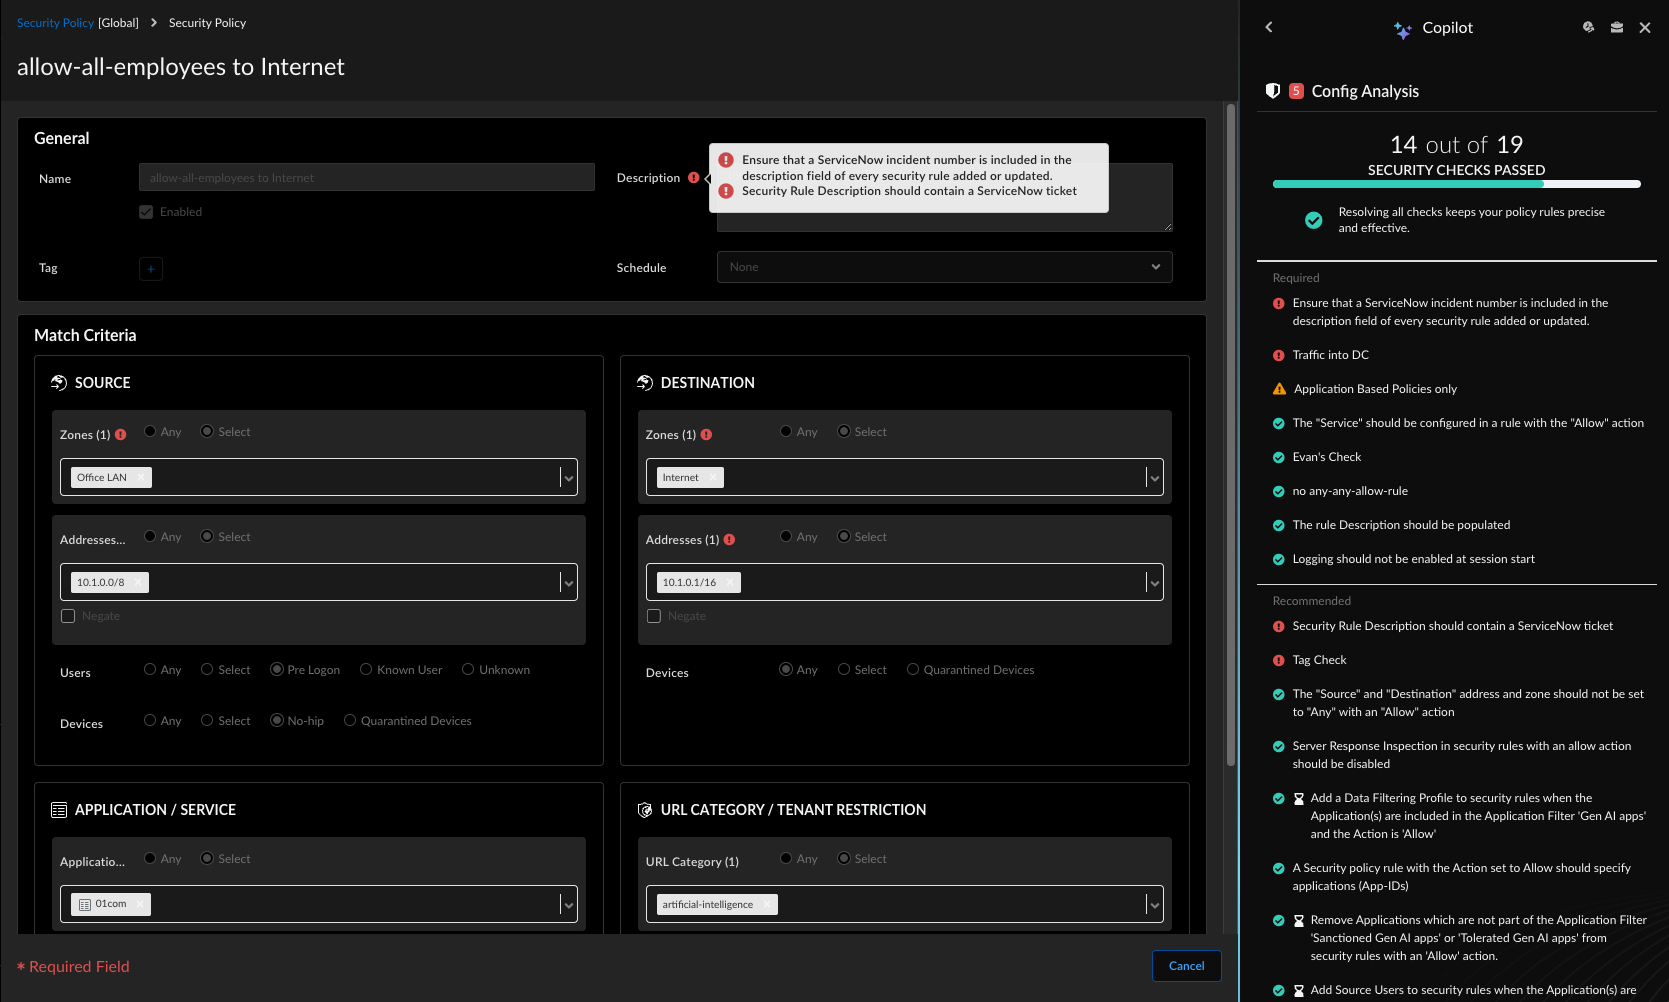 Security Policy [Global] > Security Policy
allow-all-employees to Internet
General
Name
allow-all-employees to Internet
Enabled
Tag
+
Description
Ensure that a ServiceNow incident number is included in the
description field of every security rule added or updated.
Security Rule Description should contain a ServiceNow ticket
Schedule
None
Match Criteria
SOURCE
Zones (1)
Any
Select
Office LAN
Addresses...
Any
Select
10.1.0.0/8
Negate
Users
Any
Select
Pre Logon
Known User
Unknown
Devices
Any
Select
No-hip
Quarantined Devices
DESTINATION
Zones (1)
Any
Select
Internet
Addresses (1)
Any
Select
10.1.0.1/16
Negate
Devices
Any
Select
Quarantined Devices
APPLICATION / SERVICE
Applicatio...
Any
Select
01com
URL CATEGORY / TENANT RESTRICTION
URL Category (1)
Any
Select
artificial-intelligence
* Required Field
Cancel
Copilot
5 Config Analysis
14 out of 19
SECURITY CHECKS PASSED
Resolving all checks keeps your policy rules precise
and effective.
Required
Ensure that a ServiceNow incident number is included in the
description field of every security rule added or updated.
Traffic into DC
Application Based Policies only
The "Service" should be configured in a rule with the "Allow" action
Evan's Check
no any-any-allow-rule
The rule Description should be populated
Logging should not be enabled at session start
Recommended
Security Rule Description should contain a ServiceNow ticket
Tag Check
The "Source" and "Destination" address and zone should not be set
to "Any" with an "Allow" action
Server Response Inspection in security rules with an allow action
should be disabled
Add a Data Filtering Profile to security rules when the
Application(s) are included in the Application Filter 'Gen AI apps'
and the Action is 'Allow'
A Security policy rule with the Action set to Allow should specify
applications (App-IDs)
Remove Applications which are not part of the Application Filter
'Sanctioned Gen AI apps' or 'Tolerated Gen AI apps' from
security rules with an 'Allow' action.
Add Source Users to security rules when the Application(s) are